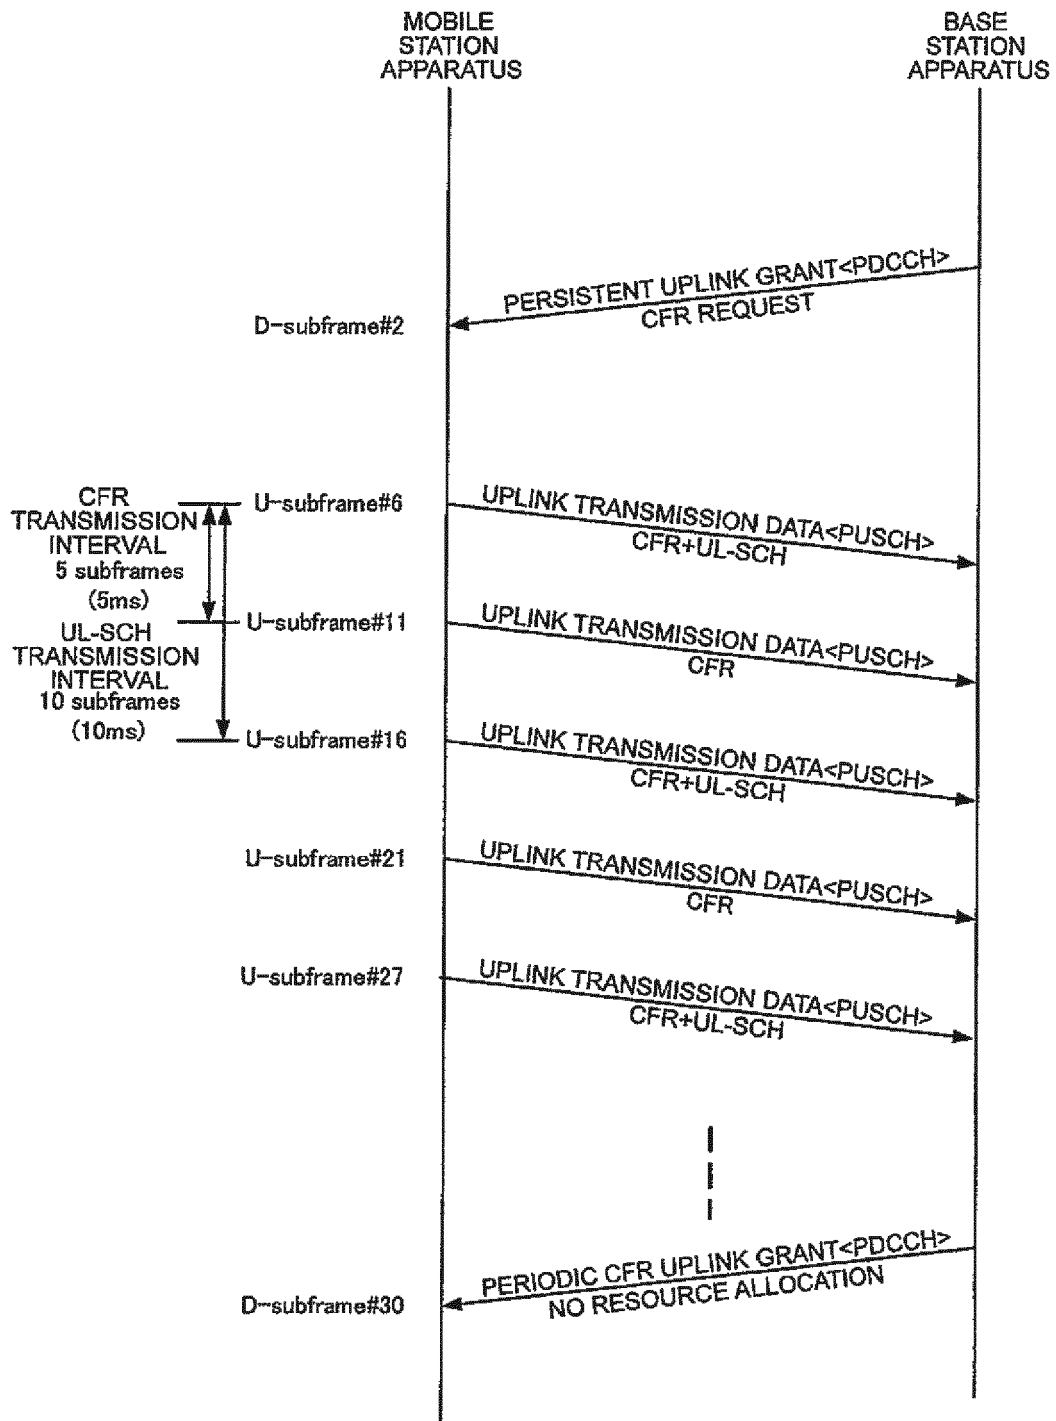 MOBILE
STATION
APPARATUS
BASE
STATION
APPARATUS
PERSISTENT UPLINK GRANT<PDCCH>
CFR REQUEST
D-subframe#2
CFR
TRANSMISSION
INTERVAL
5 subframes
(5ms)
UL-SCH
TRANSMISSION
INTERVAL
10 subframes
(10ms)
U-subframe#6
UPLINK TRANSMISSION DATA<PUSCH>
CFR+UL-SCH
U-subframe#11
UPLINK TRANSMISSION DATA<PUSCH>
CFR
U-subframe#16
UPLINK TRANSMISSION DATA<PUSCH>
CFR+UL-SCH
U-subframe#21
UPLINK TRANSMISSION DATA<PUSCH>
CFR
U-subframe#27
UPLINK TRANSMISSION DATA<PUSCH>
CFR+UL-SCH
PERIODIC CFR UPLINK GRANT<PDCCH>
NO RESOURCE ALLOCATION
D-subframe#30